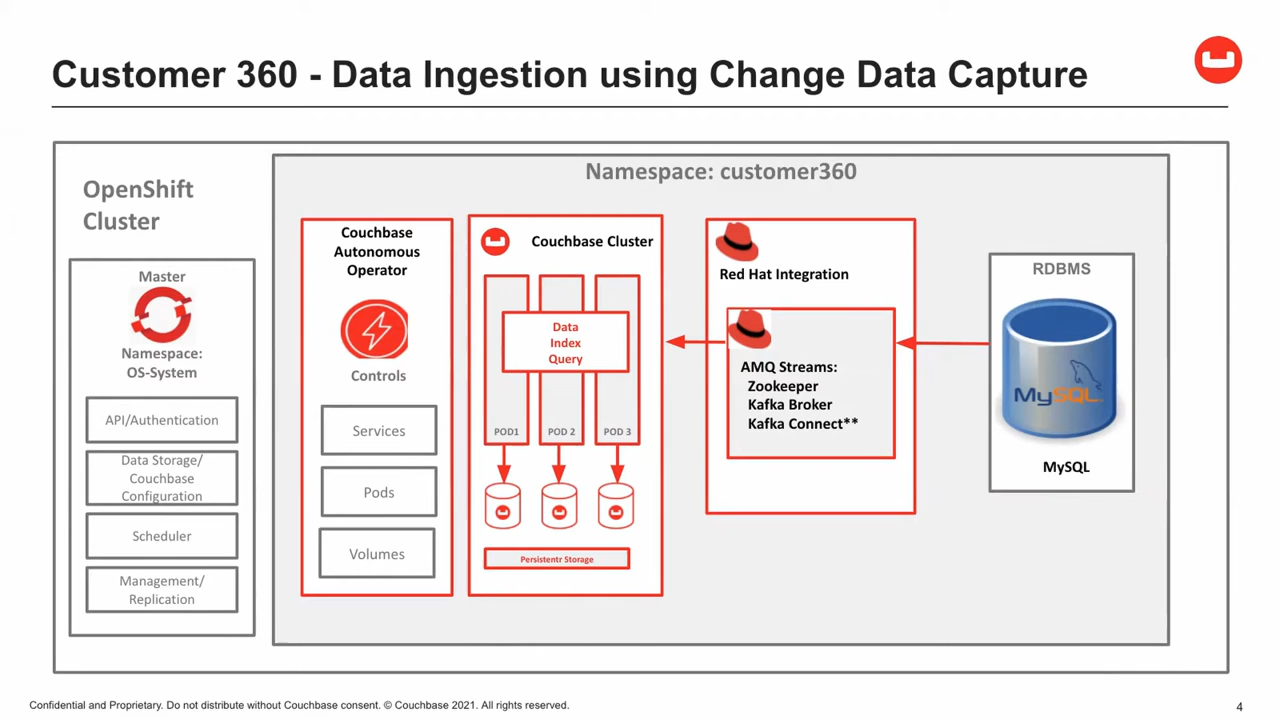 Customer 360 - Data Ingestion using Change Data Capture
OpenShift
Cluster
Master
Namespace:
OS-System
API/Authentication
Data Storage/
Couchbase
Configuration
Scheduler
Management/
Replication
Namespace: customer360
Couchbase
Autonomous
Operator
Controls
Services
Pods
Volumes
Couchbase Cluster
Data
Index
Query
POD1
POD 2
POD 3
Persistentr Storage
Red Hat Integration
AMQ Streams:
Zookeeper
Kafka Broker
Kafka Connect**
RDBMS
MySQL
MySQL
Confidential and Proprietary. Do not distribute without Couchbase consent. © Couchbase 2021. All rights reserved.
4